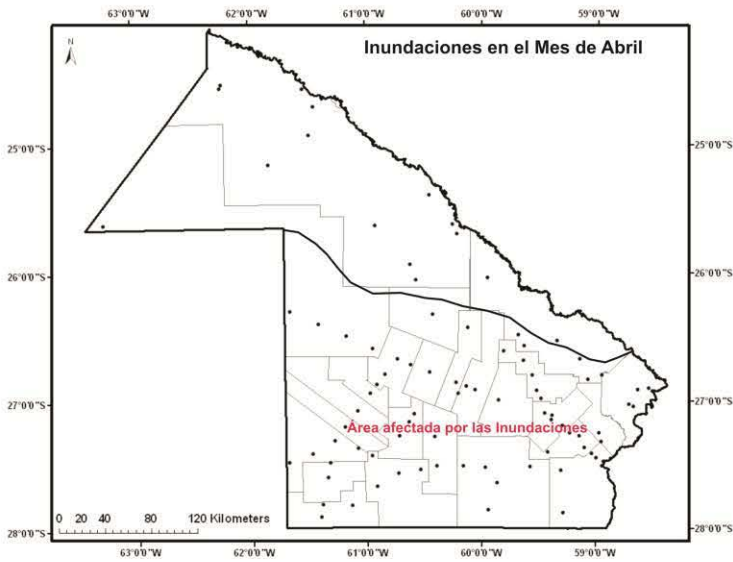 63°0'0"W 62°0'0"W 61°0'0"W 60°0'0"W 59°0'0"W
N
Inundaciones en el Mes de Abril
25°0'0"S
25°0'0"S
26°0'0"S
26°0'0"S
27°0'0"S
27°0'0"S
Área afectada por las Inundaciones
0 20 40 80 120 Kilometers
28°0'0"S
28°0'0"S
63°0'0"W 62°0'0"W 61°0'0"W 60°0'0"W 59°0'0"W